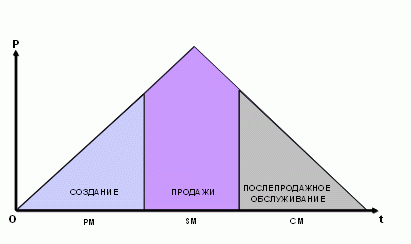 P
СОЗДАНИЕ
ПРОДАЖИ
ПОСЛЕПРОДАЖНОЕ
ОБСЛУЖИВАНИЕ
O
PM
SM
CM
t